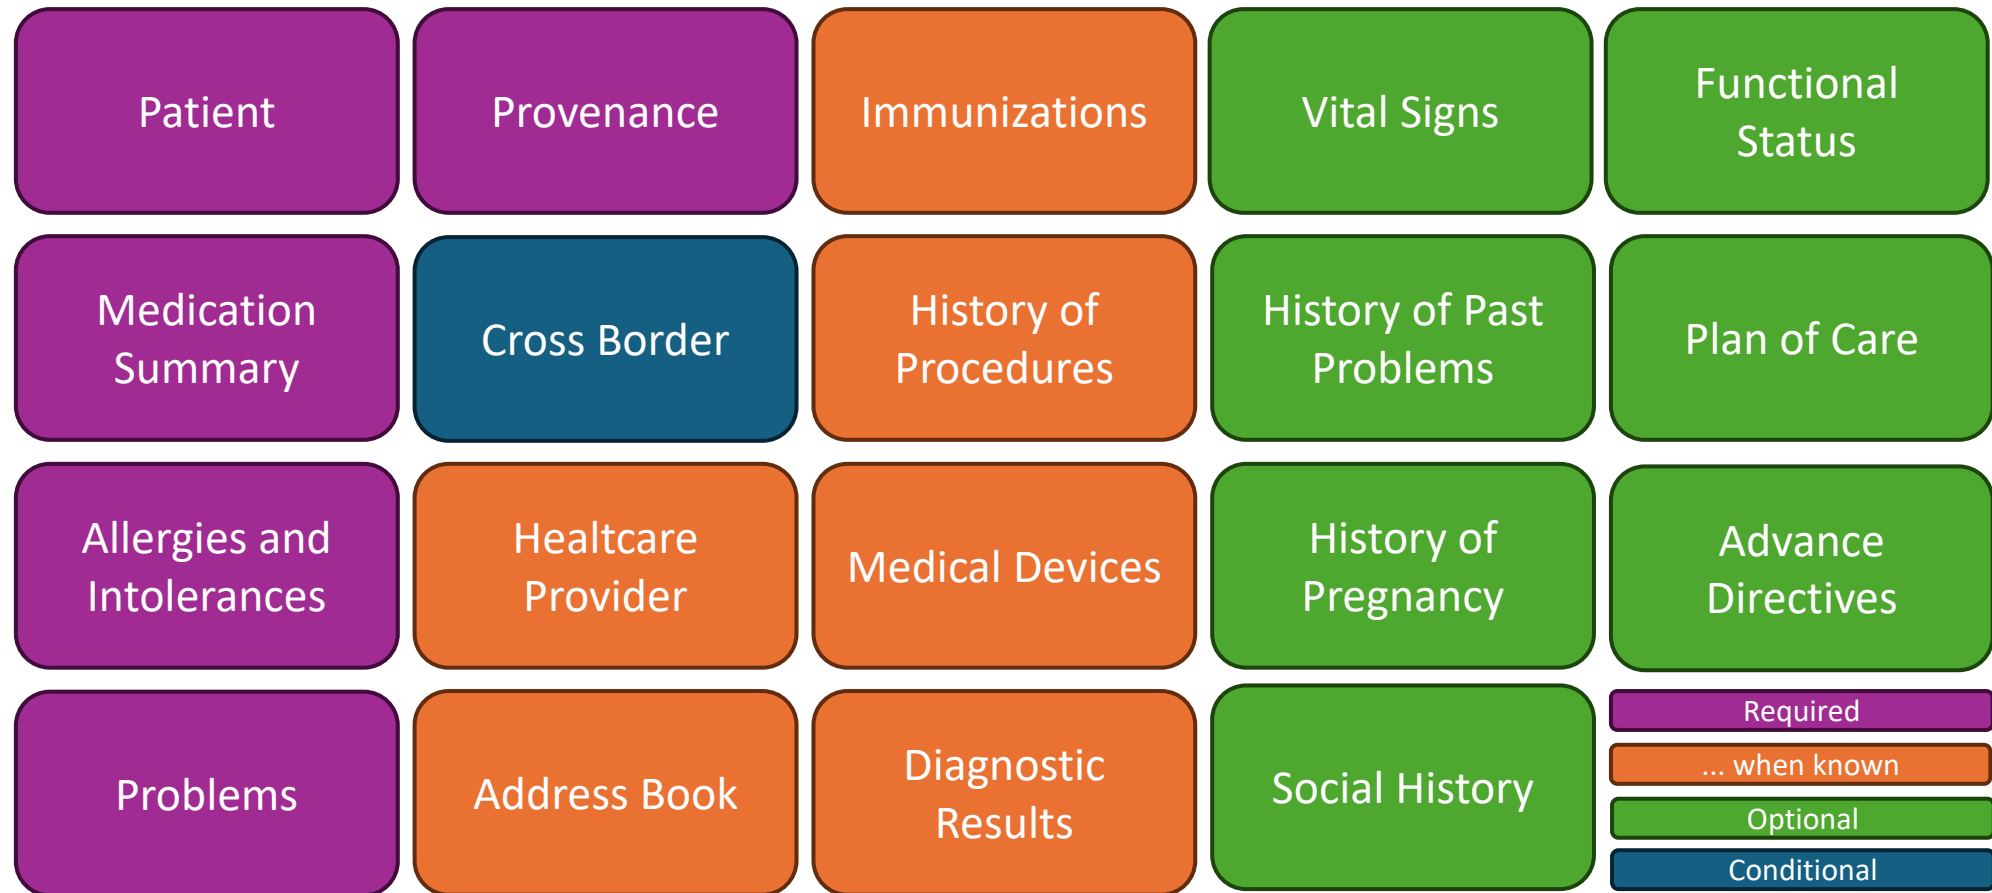 Patient
Provenance
Immunizations
Vital Signs
Functional
Status
Medication
Summary
Cross Border
History of
Procedures
History of Past
Problems
Plan of Care
Allergies and
Intolerances
Healtcare
Provider
Medical Devices
History of
Pregnancy
Advance
Directives
Problems
Address Book
Diagnostic
Results
Social History
Required
... when known
Optional
Conditional